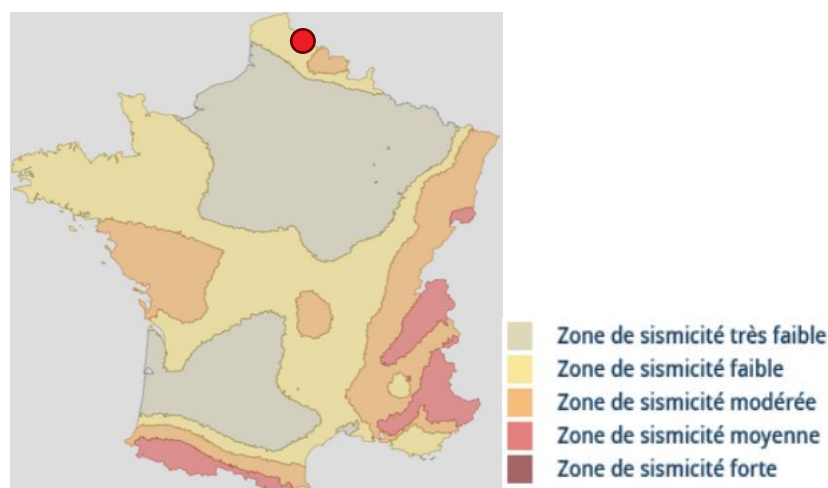 Zone de sismicité très faible
Zone de sismicité faible
Zone de sismicité modérée
Zone de sismicité moyenne
Zone de sismicité forte